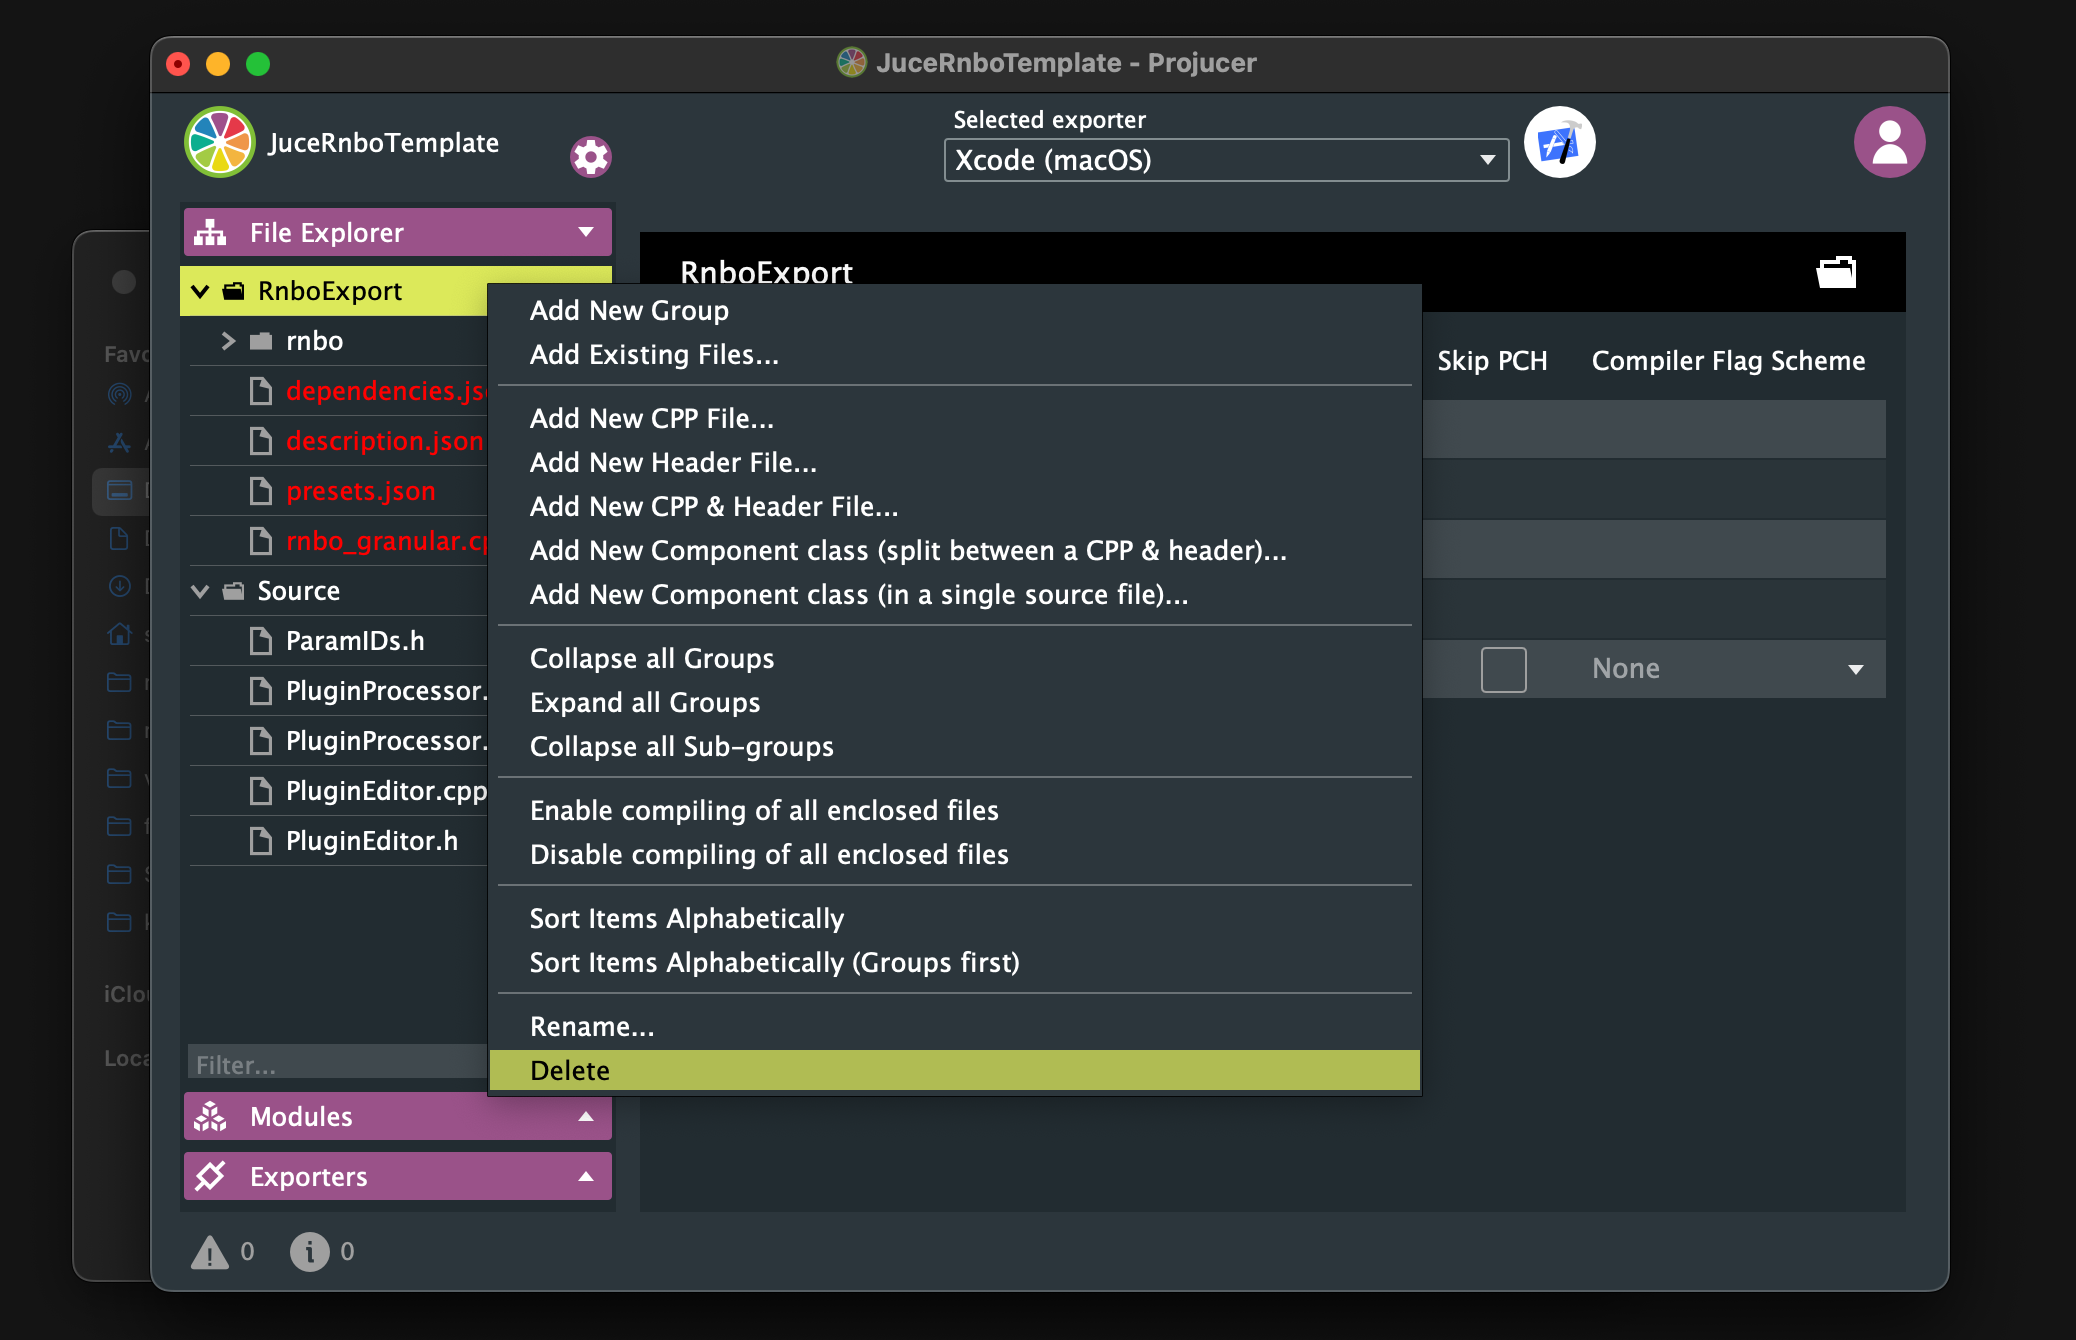 JuceRnboTemplate - Projucer
JuceRnboTemplate
Selected exporter
Xcode (macOS)
File Explorer
RnboExport
rnbo
dependencies.js
description.json
presets.json
rnbo_granular.cp
Source
ParamIDs.h
PluginProcessor.
PluginProcessor.
PluginEditor.cpp
PluginEditor.h
Filter...
Modules
Exporters
0
0
RnboExport
Skip PCH
Compiler Flag Scheme
None
Add New Group
Add Existing Files...
Add New CPP File...
Add New Header File...
Add New CPP & Header File...
Add New Component class (split between a CPP & header)...
Add New Component class (in a single source file)...
Collapse all Groups
Expand all Groups
Collapse all Sub-groups
Enable compiling of all enclosed files
Disable compiling of all enclosed files
Sort Items Alphabetically
Sort Items Alphabetically (Groups first)
Rename...
Delete
Favo
iClou
Loca